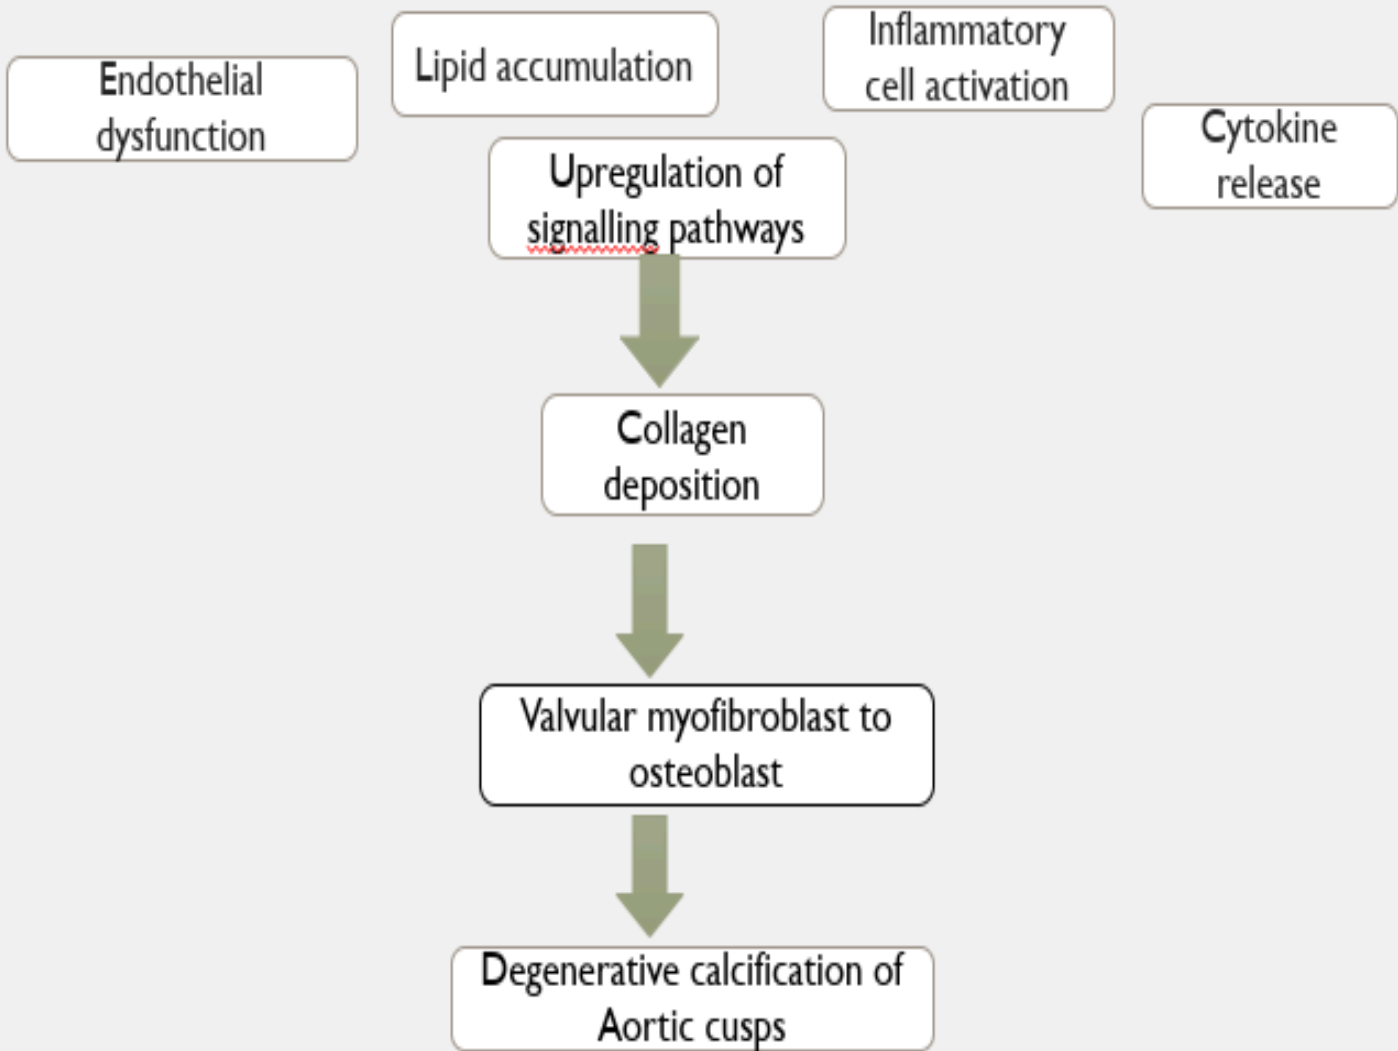 Endothelial
dysfunction
Lipid accumulation
Inflammatory
cell activation
Cytokine
release
Upregulation of
signalling pathways
Collagen
deposition
Valvular myofibroblast to
osteoblast
Degenerative calcification of
Aortic cusps